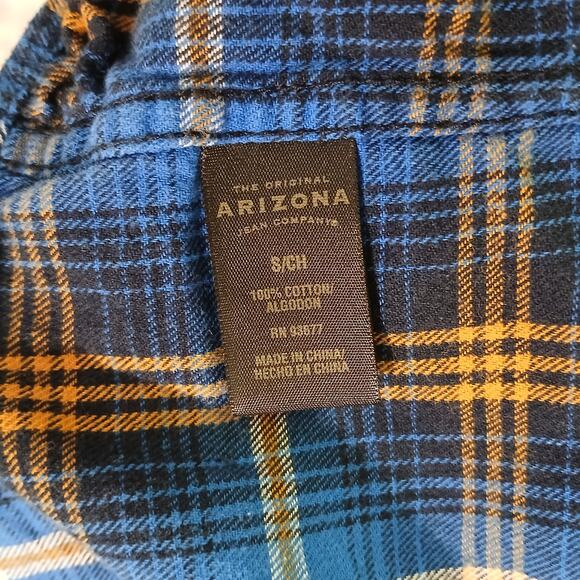 THE ORIGINAL
ARIZONA
JEAN COMPANY®
S/CH
100% COTTON/
ALGODON
RN 93677
MADE IN CHINA/
HECHO EN CHINA